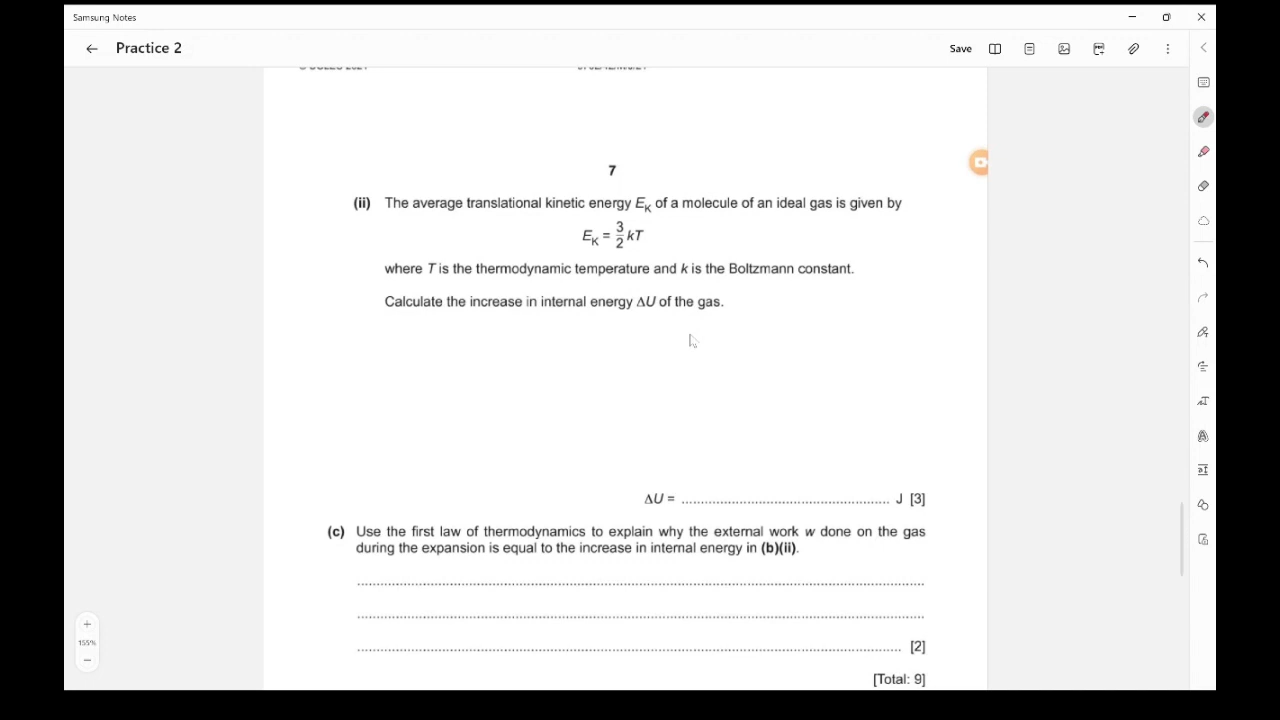 Samsung Notes
Practice 2
Save
7
(ii) The average translational kinetic energy EK of a molecule of an ideal gas is given by
EK = 3/2 kT
where T is the thermodynamic temperature and k is the Boltzmann constant.
Calculate the increase in internal energy ΔU of the gas.
ΔU = .................................................... J [3]
(c) Use the first law of thermodynamics to explain why the external work w done on the gas
during the expansion is equal to the increase in internal energy in (b)(ii).
[2]
[Total: 9]
155%